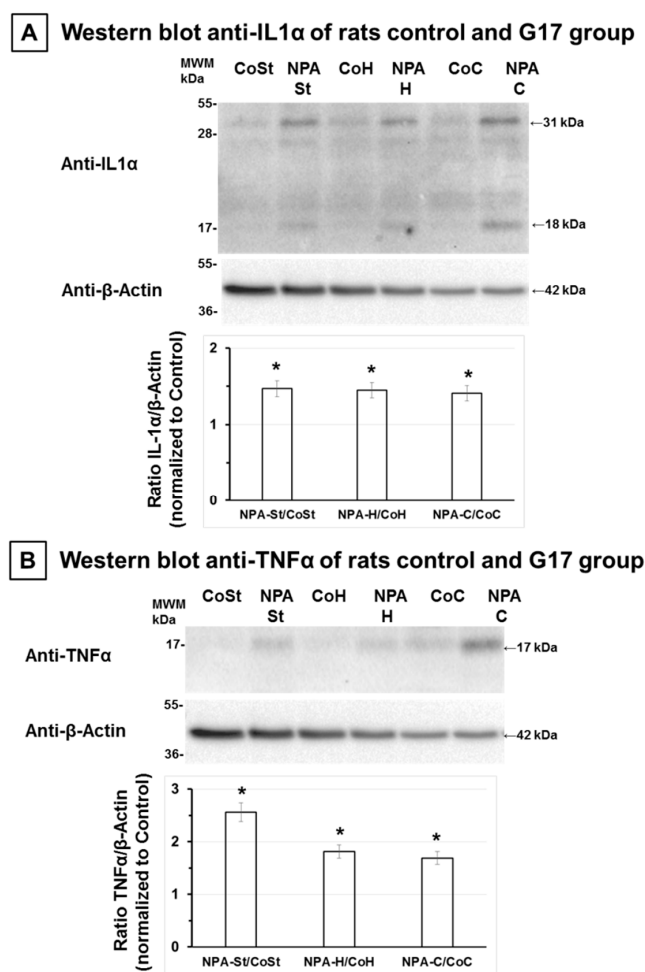 A Western blot anti-IL1α of rats control and G17 group
MWM kDa CoSt NPA St CoH NPA H CoC NPA C
55-
28-
←31 kDa
Anti-IL1α
17-
←18 kDa
55-
Anti-β-Actin
←42 kDa
36-
Ratio IL-1α/β-Actin
(normalized to Control)
2
1
0
* * *
NPA-St/CoSt NPA-H/CoH NPA-C/CoC
B Western blot anti-TNFα of rats control and G17 group
MWM kDa CoSt NPA St CoH NPA H CoC NPA C
17-
←17 kDa
Anti-TNFα
55-
Anti-β-Actin
←42 kDa
36-
Ratio TNFα/β-Actin
(normalized to Control)
3
2
1
0
* * *
NPA-St/CoSt NPA-H/CoH NPA-C/CoC